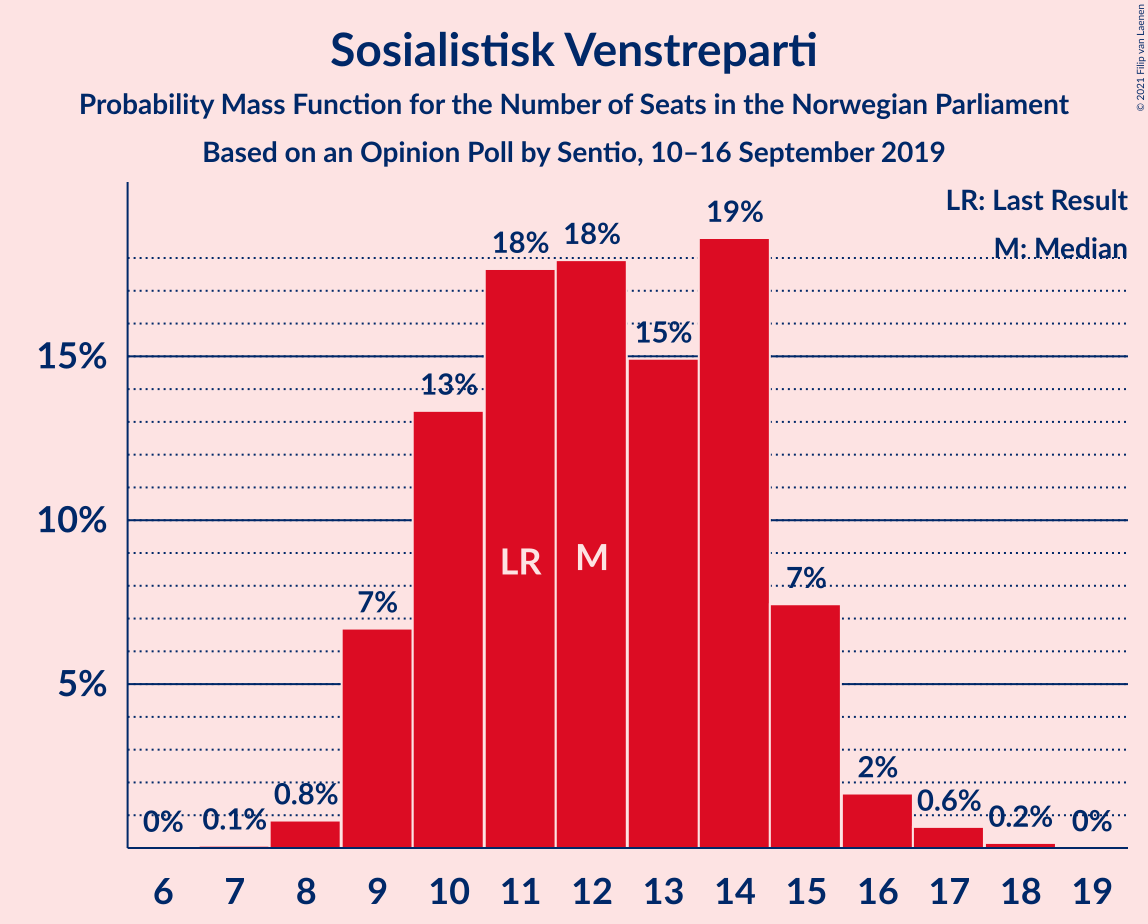 Sosialistisk Venstreparti
Probability Mass Function for the Number of Seats in the Norwegian Parliament
Based on an Opinion Poll by Sentio, 10–16 September 2019
© 2021 Filip van Laenen
LR: Last Result
M: Median
15%
10%
5%
0%
0.1%
0.8%
7%
13%
18%
18%
15%
19%
7%
2%
0.6%
0.2%
0%
LR
M
6 7 8 9 10 11 12 13 14 15 16 17 18 19